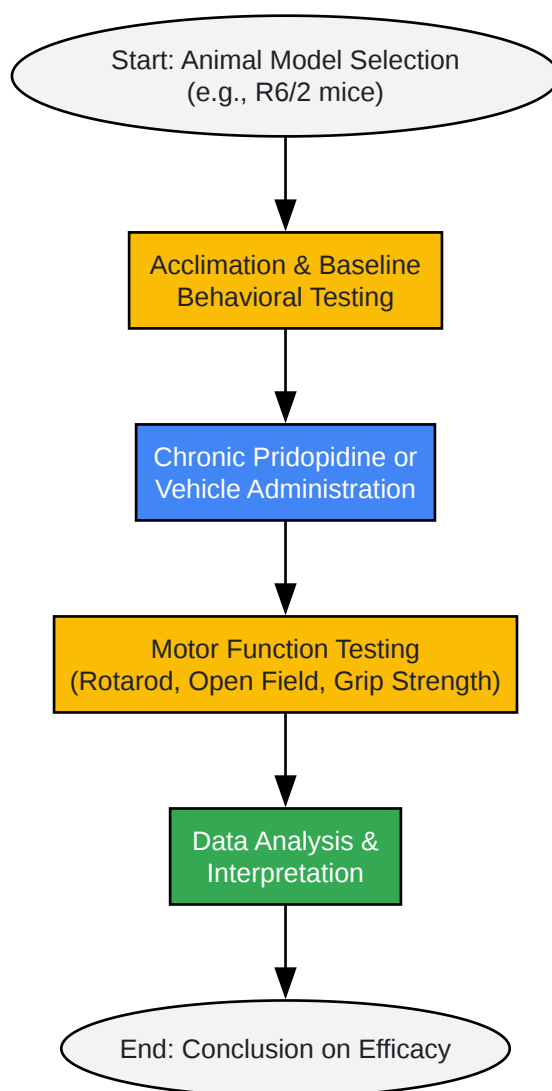 Start: Animal Model Selection
(e.g., R6/2 mice)
Acclimation & Baseline
Behavioral Testing
Chronic Pridopidine or
Vehicle Administration
Motor Function Testing
(Rotarod, Open Field, Grip Strength)
Data Analysis &
Interpretation
End: Conclusion on Efficacy